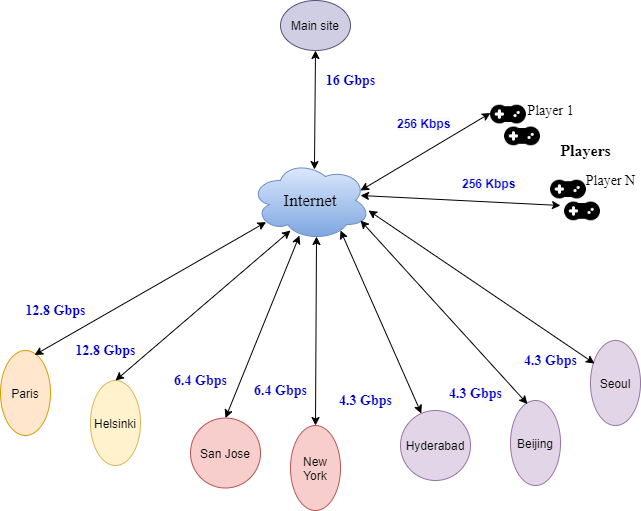 Main site
16 Gbps
Player 1
256 Kbps
Players
Player N
256 Kbps
Internet
12.8 Gbps
12.8 Gbps
6.4 Gbps
6.4 Gbps
4.3 Gbps
4.3 Gbps
4.3 Gbps
Paris
Helsinki
San Jose
New
York
Hyderabad
Beijing
Seoul